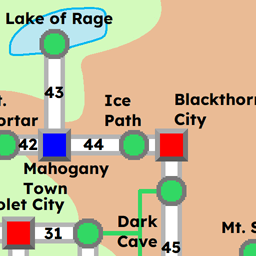 Lake of Rage
43
Ice
Path
Blackthorn
City
42
44
Mahogany
Town
31
Dark
Cave
45